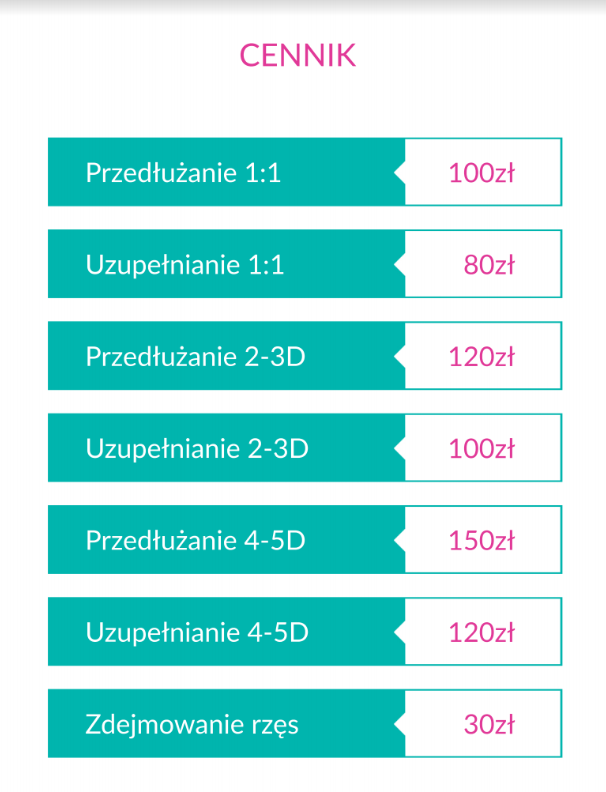 CENNIK
Przedłużanie 1:1 100zł
Uzupełnianie 1:1 80zł
Przedłużanie 2-3D 120zł
Uzupełnianie 2-3D 100zł
Przedłużanie 4-5D 150zł
Uzupełnianie 4-5D 120zł
Zdejmowanie rzęs 30zł